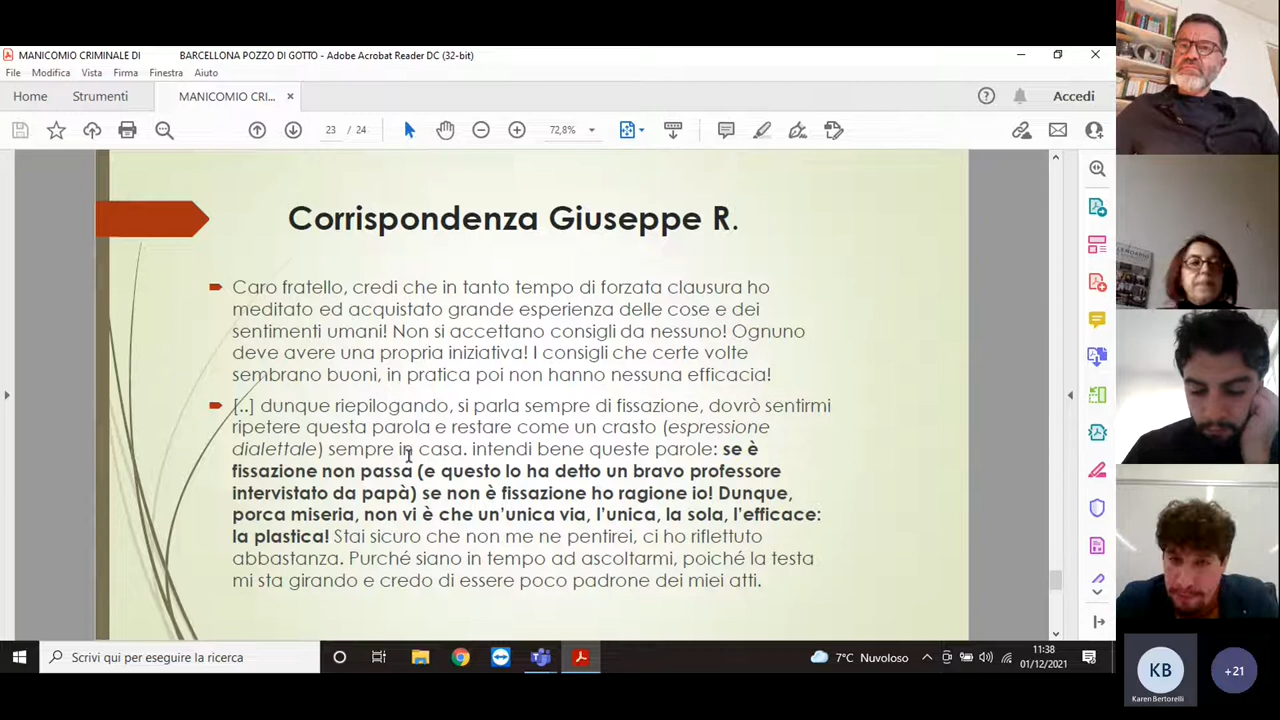 MANICOMIO CRIMINALE DI BARCELLONA POZZO DI GOTTO - Adobe Acrobat Reader DC (32-bit)
File Modifica Vista Firma Finestra Aiuto
Home Strumenti MANICOMIO CRI... × Accedi
23 / 24 72,8%
Corrispondenza Giuseppe R.
Caro fratello, credi che in tanto tempo di forzata clausura ho
meditato ed acquistato grande esperienza delle cose e dei
sentimenti umani! Non si accettano consigli da nessuno! Ognuno
deve avere una propria iniziativa! I consigli che certe volte
sembrano buoni, in pratica poi non hanno nessuna efficacia!
[..] dunque riepilogando, si parla sempre di fissazione, dovrò sentirmi
ripetere questa parola e restare come un crasto (espressione
dialettale) sempre in casa. intendi bene queste parole: se è
fissazione non passa (e questo lo ha detto un bravo professore
intervistato da papà) se non è fissazione ho ragione io! Dunque,
porca miseria, non vi è che un'unica via, l'unica, la sola, l'efficace:
la plastica! Stai sicuro che non me ne pentirei, ci ho riflettuto
abbastanza. Purché siano in tempo ad ascoltarmi, poiché la testa
mi sta girando e credo di essere poco padrone dei miei atti.
Scrivi qui per eseguire la ricerca
7°C Nuvoloso
11:38
01/12/2021
KB
Karen Bertorelli
+21